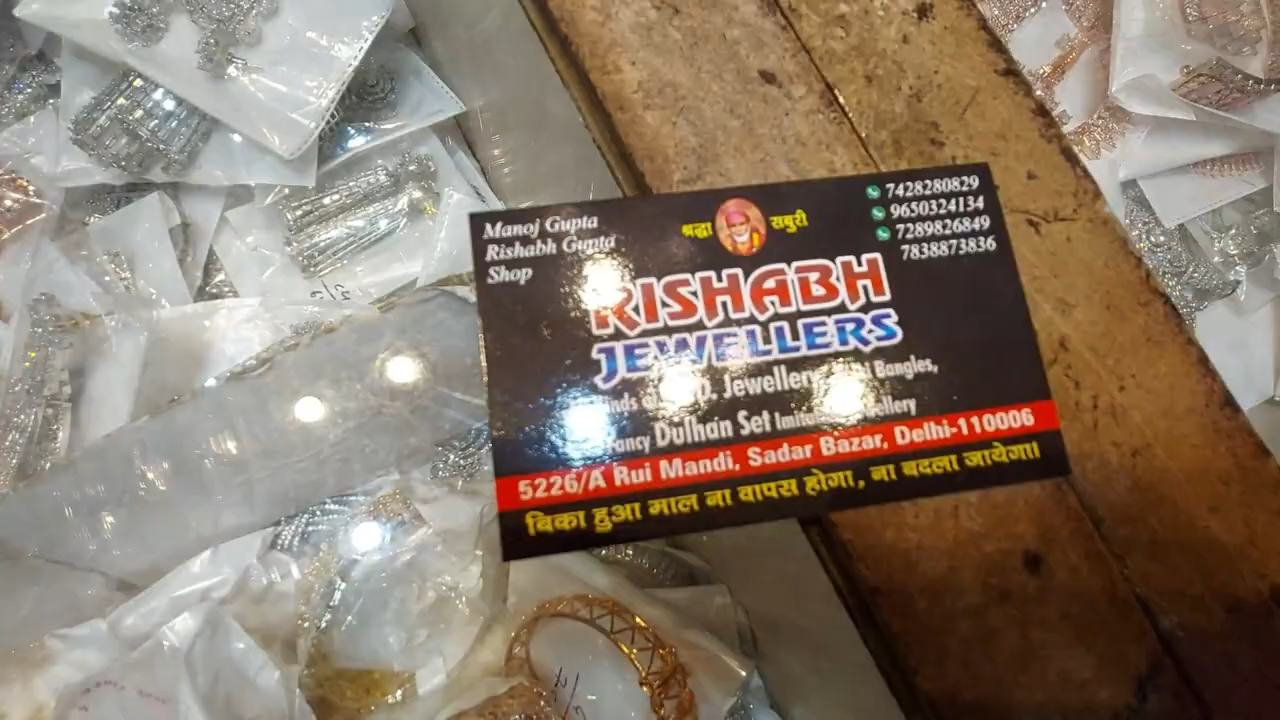 Manoj Gupta
Rishabh Gupta
Shop
श्रद्धा सबुरी
7428280829
9650324134
7289826849
7838873836
RISHABH
JEWELLERS
Jewellery, Bangles,
Dulhan Set
5226/A Rui Mandi, Sadar Bazar, Delhi-110006
बिका हुआ माल ना वापस होगा, ना बदला जायेगा।